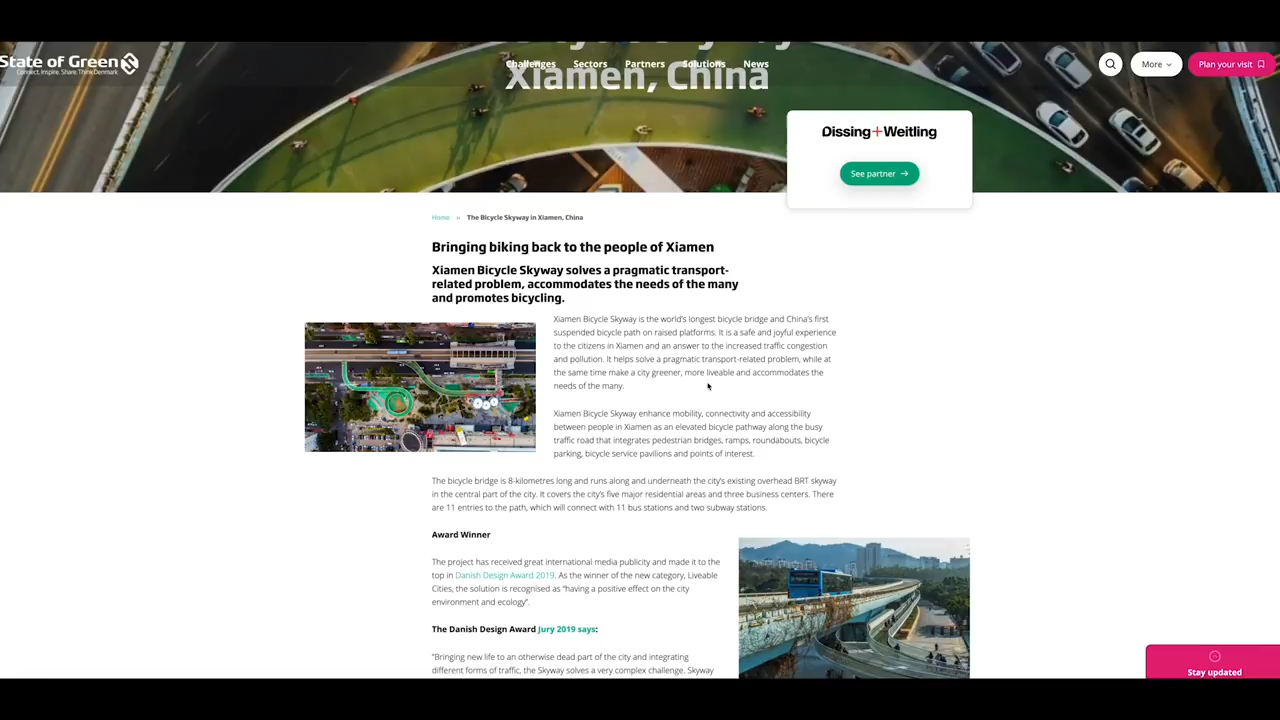 State of Green
Connect. Inspire. Share. Think Denmark
Challenges
Sectors
Partners
Solutions
News
More
Plan your visit
Xiamen, China
Dissing+Weitling
See partner →
Home » The Bicycle Skyway in Xiamen, China
Bringing biking back to the people of Xiamen
Xiamen Bicycle Skyway solves a pragmatic transport-
related problem, accommodates the needs of the many
and promotes bicycling.
Xiamen Bicycle Skyway is the world's longest bicycle bridge and China's first
suspended bicycle path on raised platforms. It is a safe and joyful experience
to the citizens in Xiamen and an answer to the increased traffic congestion
and pollution. It helps solve a pragmatic transport-related problem, while at
the same time make a city greener, more liveable and accommodates the
needs of the many.
Xiamen Bicycle Skyway enhance mobility, connectivity and accessibility
between people in Xiamen as an elevated bicycle pathway along the busy
traffic road that integrates pedestrian bridges, ramps, roundabouts, bicycle
parking, bicycle service pavilions and points of interest.
The bicycle bridge is 8-kilometres long and runs along and underneath the city's existing overhead BRT skyway
in the central part of the city. It covers the city's five major residential areas and three business centers. There
are 11 entries to the path, which will connect with 11 bus stations and two subway stations.
Award Winner
The project has received great international media publicity and made it to the
top in Danish Design Award 2019. As the winner of the new category, Liveable
Cities, the solution is recognised as "having a positive effect on the city
environment and ecology".
The Danish Design Award Jury 2019 says:
"Bringing new life to an otherwise dead part of the city and integrating
different forms of traffic, the Skyway solves a very complex challenge. Skyway
Stay updated